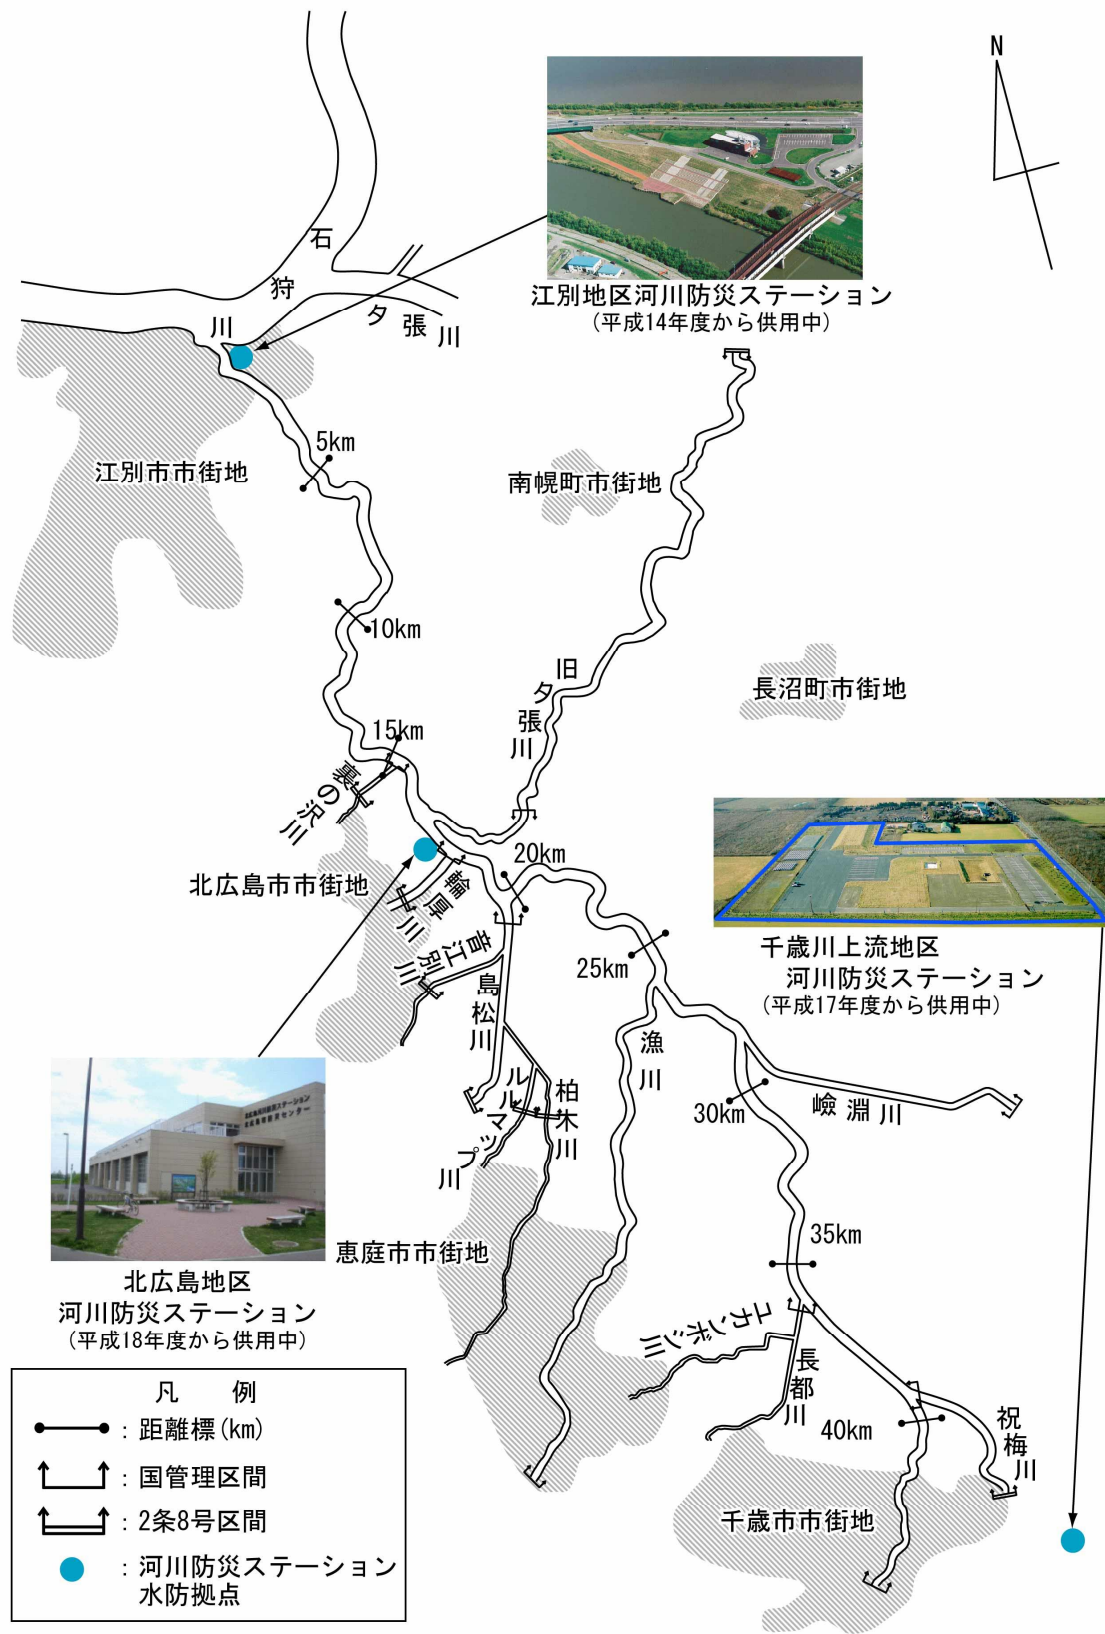 N
石狩川
夕張川
江別地区河川防災ステーション
(平成14年度から供用中)
5km
江別市市街地
南幌町市街地
10km
旧夕張川
長沼町市街地
15km
裏の沢川
北広島市市街地
輪厚川
20km
音江別川
島松川
25km
千歳川上流地区
河川防災ステーション
(平成17年度から供用中)
漁川
ルルマップ川
柏木川
30km
嶮淵川
北広島地区
河川防災ステーション
(平成18年度から供用中)
恵庭市市街地
35km
ユカンボシ川
長都川
40km
祝梅川
千歳市市街地
凡 例
:距離標(km)
:国管理区間
:2条8号区間
:河川防災ステーション
水防拠点